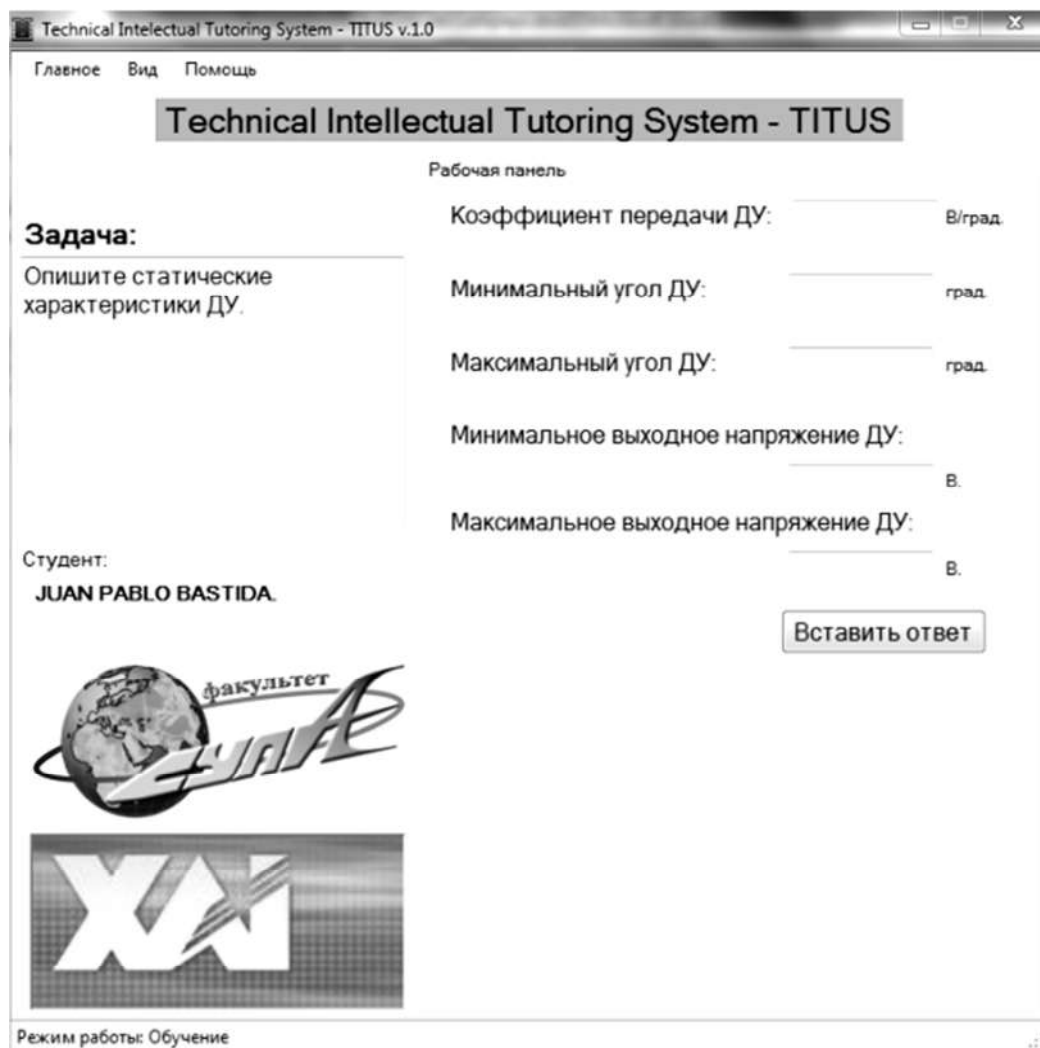 Technical Intelectual Tutoring System - TITUS v.1.0
Главное Вид Помощь
Technical Intellectual Tutoring System - TITUS
Задача:
Опишите статические
характеристики ДУ.
Студент:
JUAN PABLO BASTIDA.
факультет
СУЛА
ХАІ
Рабочая панель
Коэффициент передачи ДУ: В/град.
Минимальный угол ДУ: град.
Максимальный угол ДУ: град.
Минимальное выходное напряжение ДУ:
В.
Максимальное выходное напряжение ДУ:
В.
Вставить ответ
Режим работы: Обучение